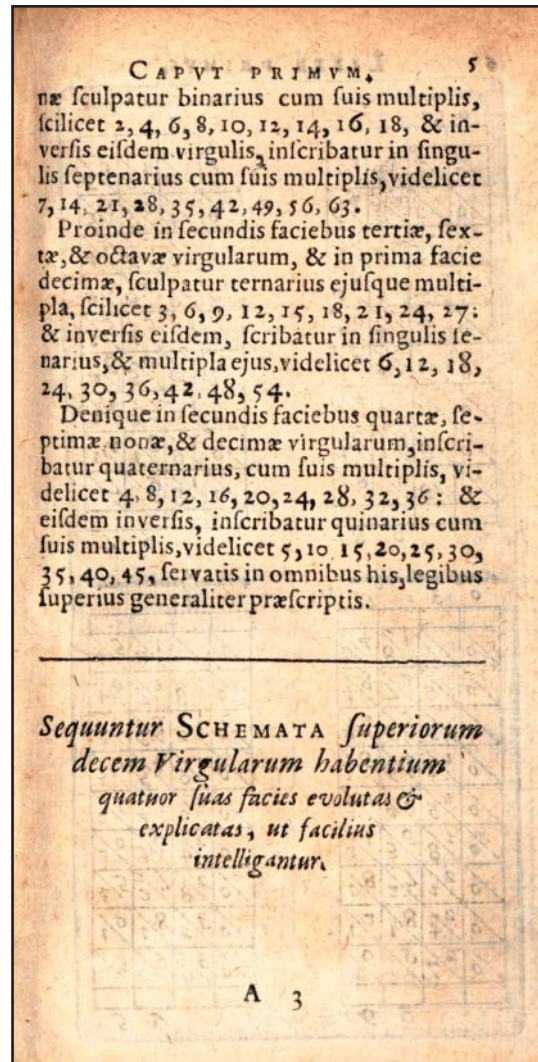 CAPVT PRIMVM. 5
næ ſculpatur binarius cum ſuis multiplis,
ſcilicet 2, 4, 6, 8, 10, 12, 14, 16, 18, & in-
verſis eiſdem virgulis, inſcribatur in ſingu-
lis ſeptenarius cum ſuis multiplis, videlicet
7, 14, 21, 28, 35, 42, 49, 56, 63.
Proinde in ſecundis faciebus tertiæ, ſex-
tæ, & octavæ virgularum, & in prima facie
decimæ, ſculpatur ternarius ejuſque multi-
pla, ſcilicet 3, 6, 9, 12, 15, 18, 21, 24, 27:
& inverſis eiſdem, ſcribatur in ſingulis ſe-
narius, & multipla ejus, videlicet 6, 12, 18,
24, 30, 36, 42, 48, 54.
Denique in ſecundis faciebus quartæ, ſe-
ptimæ nonæ, & decimæ virgularum, inſcri-
batur quaternarius, cum ſuis multiplis, vi-
delicet 4, 8, 12, 16, 20, 24, 28, 32, 36: &
eiſdem inverſis, inſcribatur quinarius cum
ſuis multiplis, videlicet 5, 10 15, 20, 25, 30,
35, 40, 45, ſervatis in omnibus his, legibus
ſuperius generaliter præſcriptis.
Sequuntur SCHEMATA ſuperiorum
decem Virgularum habentium
quatuor ſuas facies evolutas &
explicatas, ut facilius
intelligantur.
A 3